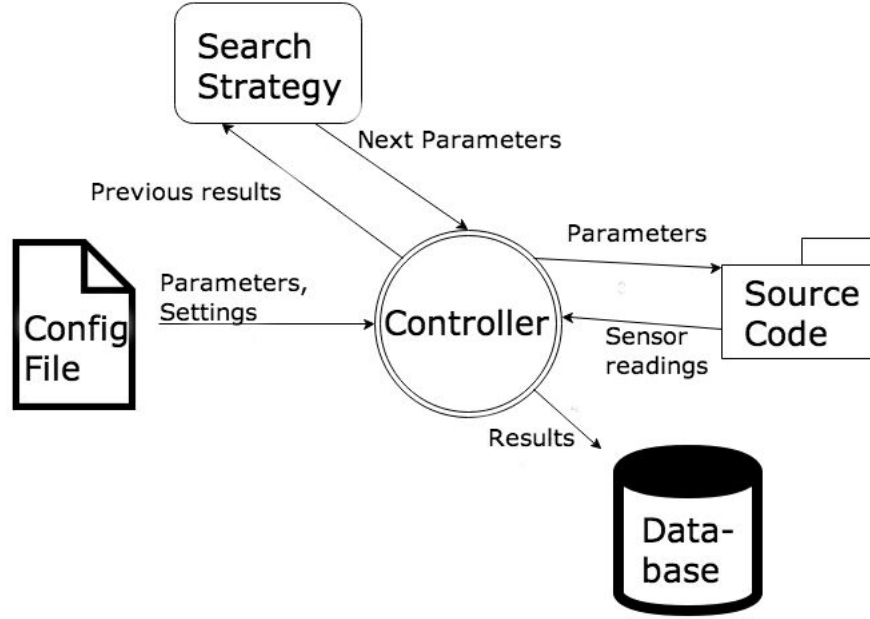 Search
Strategy
Next Parameters
Previous results
Parameters
Parameters,
Settings
Config
File
Controller
Source
Code
Sensor
readings
Results
Data-
base